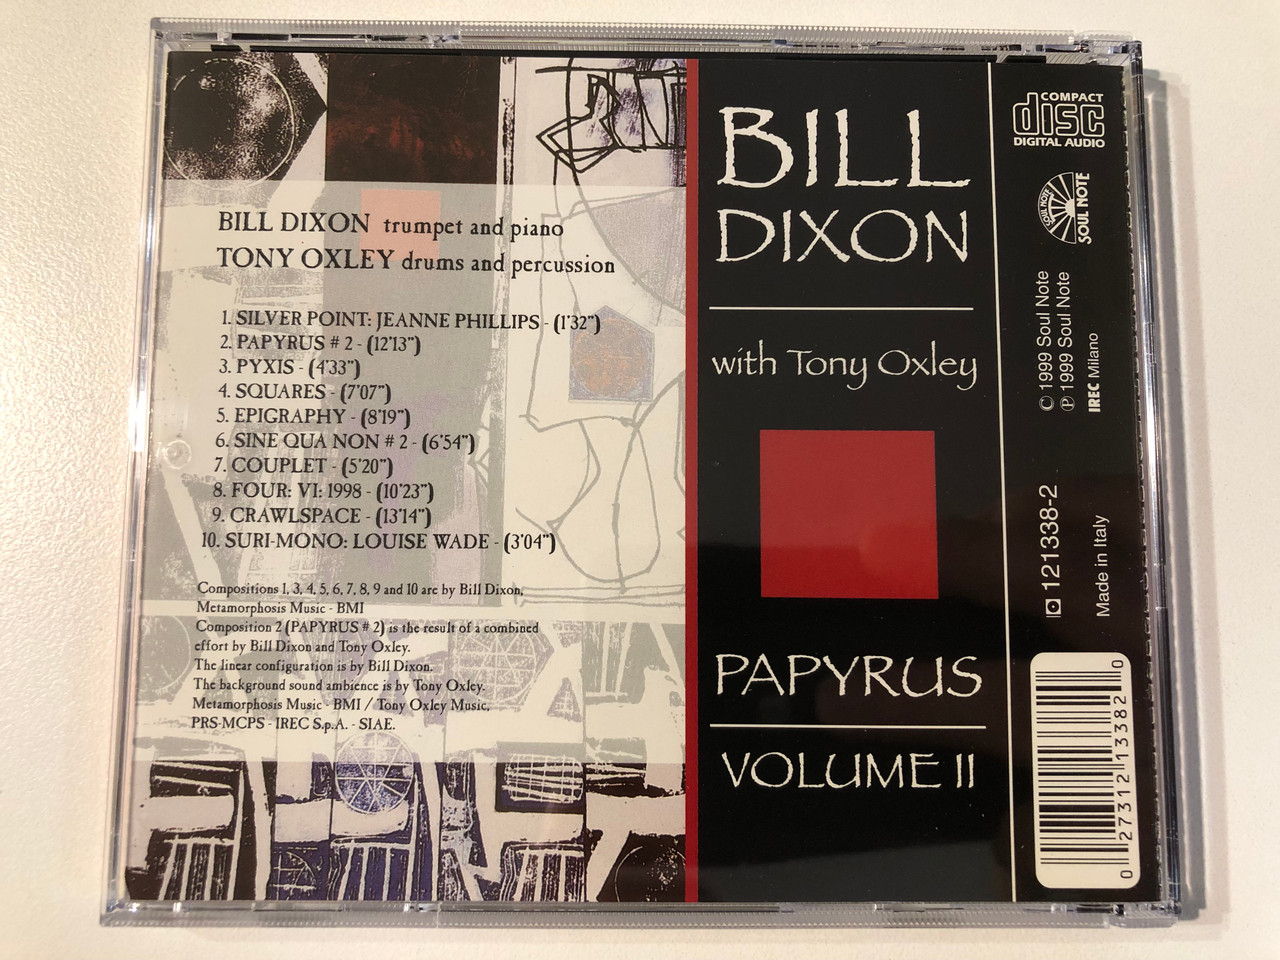 BILL DIXON trumpet and piano
TONY OXLEY drums and percussion
1. SILVER POINT: JEANNE PHILLIPS - (1'32")
2. PAPYRUS # 2 - (12'13")
3. PYXIS - (4'33")
4. SQUARES - (7'07")
5. EPIGRAPHY - (8'19")
6. SINE QUA NON # 2 - (6'54")
7. COUPLET - (5'20")
8. FOUR: VI: 1998 - (10'23")
9. CRAWLSPACE - (13'14")
10. SURI-MONO: LOUISE WADE - (3'04")
Compositions 1, 3, 4, 5, 6, 7, 8, 9 and 10 are by Bill Dixon,
Metamorphosis Music - BMI
Composition 2 (PAPYRUS # 2) is the result of a combined
effort by Bill Dixon and Tony Oxley.
The linear configuration is by Bill Dixon.
The background sound ambience is by Tony Oxley.
Metamorphosis Music - BMI / Tony Oxley Music,
PRS-MCPS - IREC S.p.A. - SIAE.
BILL
DIXON
with Tony Oxley
PAPYRUS
VOLUME II
COMPACT
disc
DIGITAL AUDIO
SOUL NOTE
SOUL NOTE
© 1999 Soul Note
℗ 1999 Soul Note
IREC Milano
121338-2
Made in Italy
0 27312-13382 0